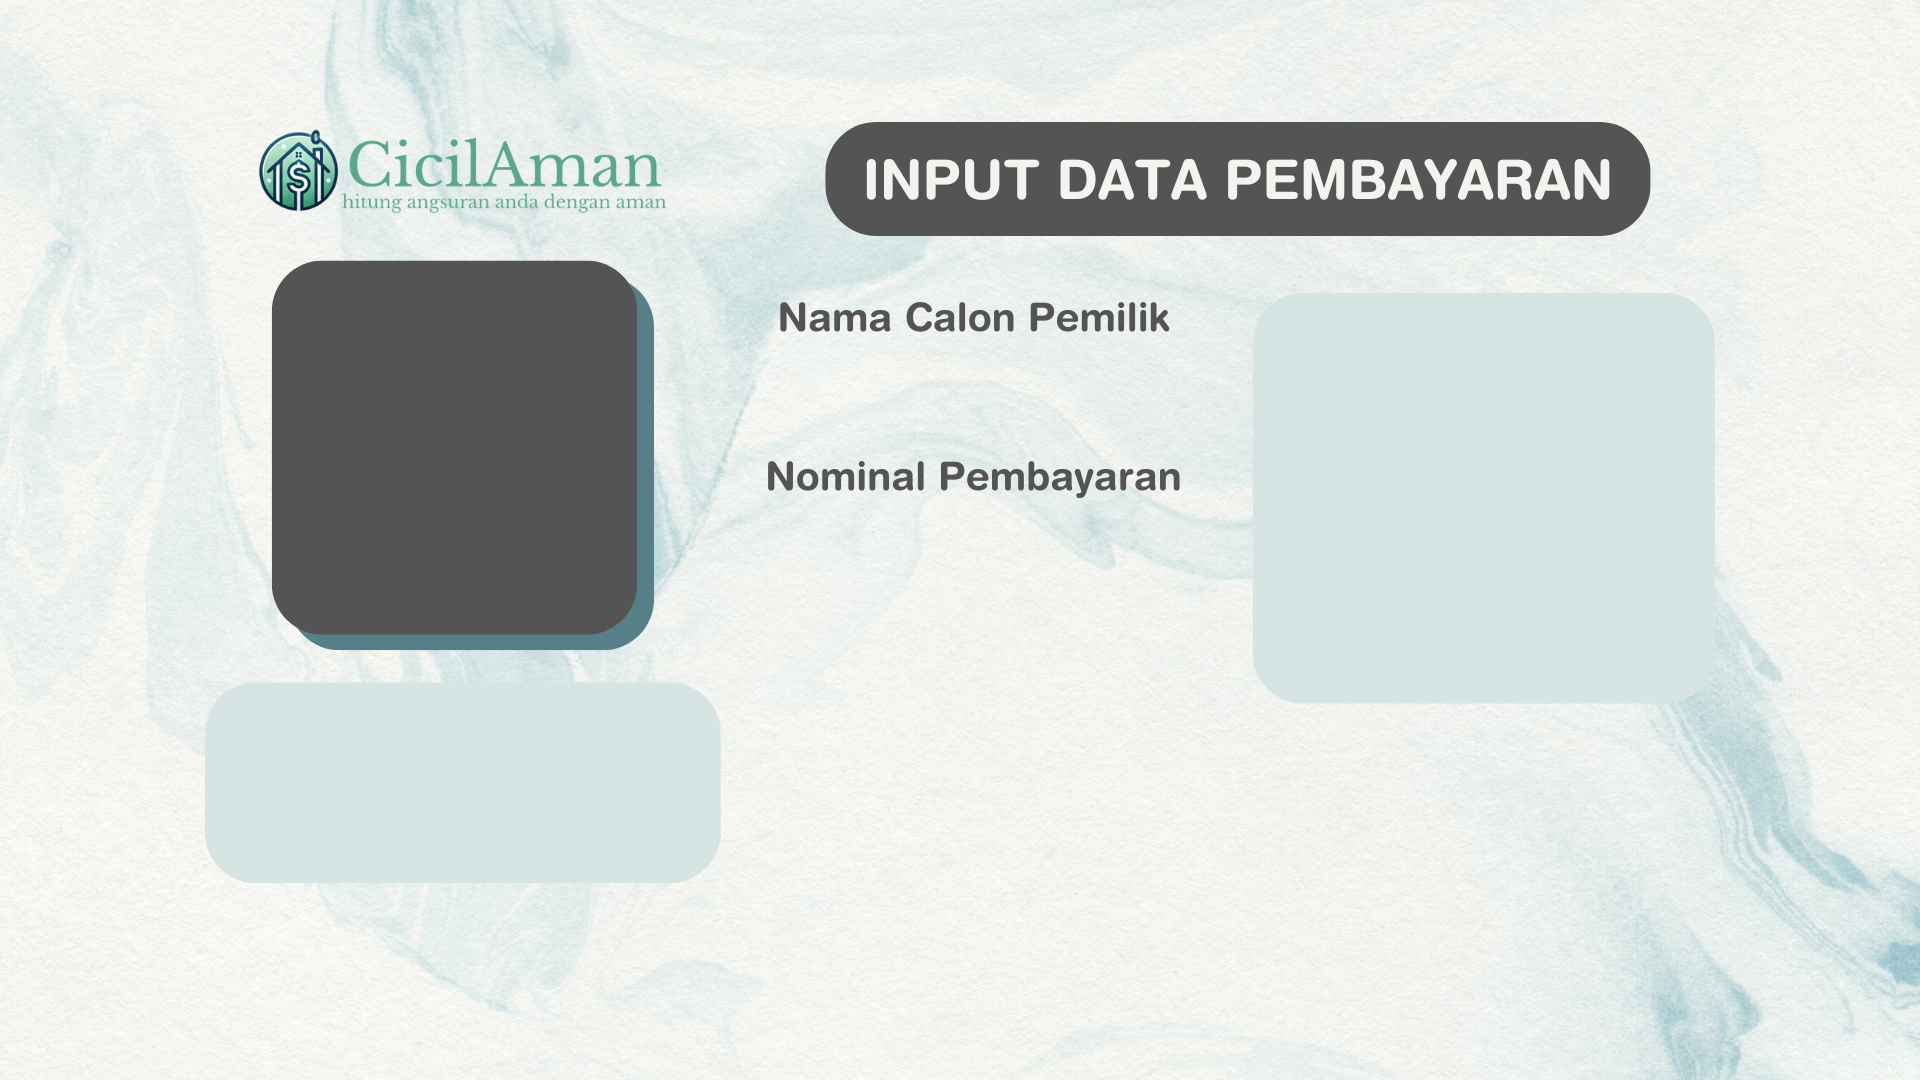 CicilAman
hitung angsuran anda dengan aman
INPUT DATA PEMBAYARAN
Nama Calon Pemilik
Nominal Pembayaran